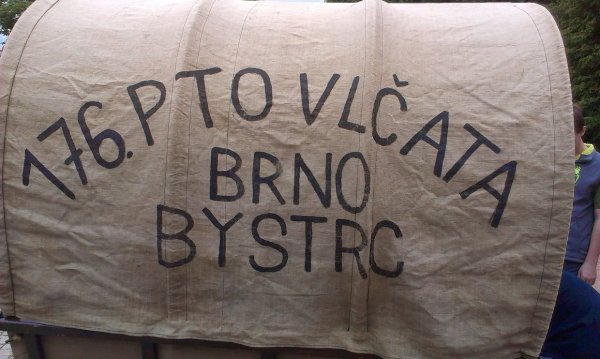 176. PTO VLČATA
BRNO
BYSTRC